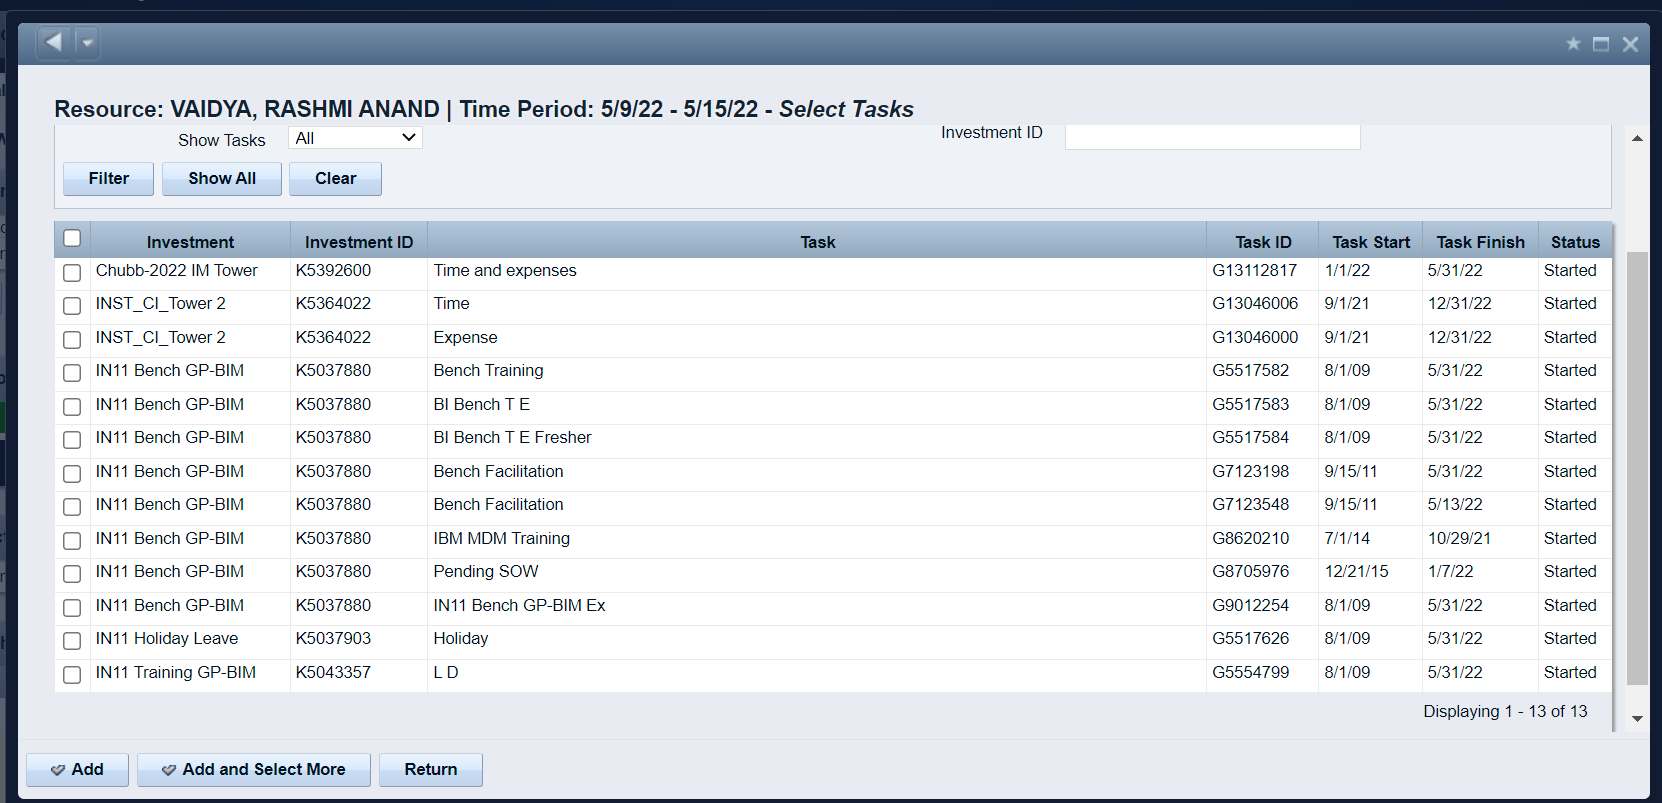 Resource: VAIDYA, RASHMI ANAND | Time Period: 5/9/22 - 5/15/22 - Select Tasks
Show Tasks All Investment ID
Filter Show All Clear
Investment Investment ID Task Task ID Task Start Task Finish Status
Chubb-2022 IM Tower K5392600 Time and expenses G13112817 1/1/22 5/31/22 Started
INST_CI_Tower 2 K5364022 Time G13046006 9/1/21 12/31/22 Started
INST_CI_Tower 2 K5364022 Expense G13046000 9/1/21 12/31/22 Started
IN11 Bench GP-BIM K5037880 Bench Training G5517582 8/1/09 5/31/22 Started
IN11 Bench GP-BIM K5037880 BI Bench T E G5517583 8/1/09 5/31/22 Started
IN11 Bench GP-BIM K5037880 BI Bench T E Fresher G5517584 8/1/09 5/31/22 Started
IN11 Bench GP-BIM K5037880 Bench Facilitation G7123198 9/15/11 5/31/22 Started
IN11 Bench GP-BIM K5037880 Bench Facilitation G7123548 9/15/11 5/13/22 Started
IN11 Bench GP-BIM K5037880 IBM MDM Training G8620210 7/1/14 10/29/21 Started
IN11 Bench GP-BIM K5037880 Pending SOW G8705976 12/21/15 1/7/22 Started
IN11 Bench GP-BIM K5037880 IN11 Bench GP-BIM Ex G9012254 8/1/09 5/31/22 Started
IN11 Holiday Leave K5037903 Holiday G5517626 8/1/09 5/31/22 Started
IN11 Training GP-BIM K5043357 L D G5554799 8/1/09 5/31/22 Started
Displaying 1 - 13 of 13
Add Add and Select More Return